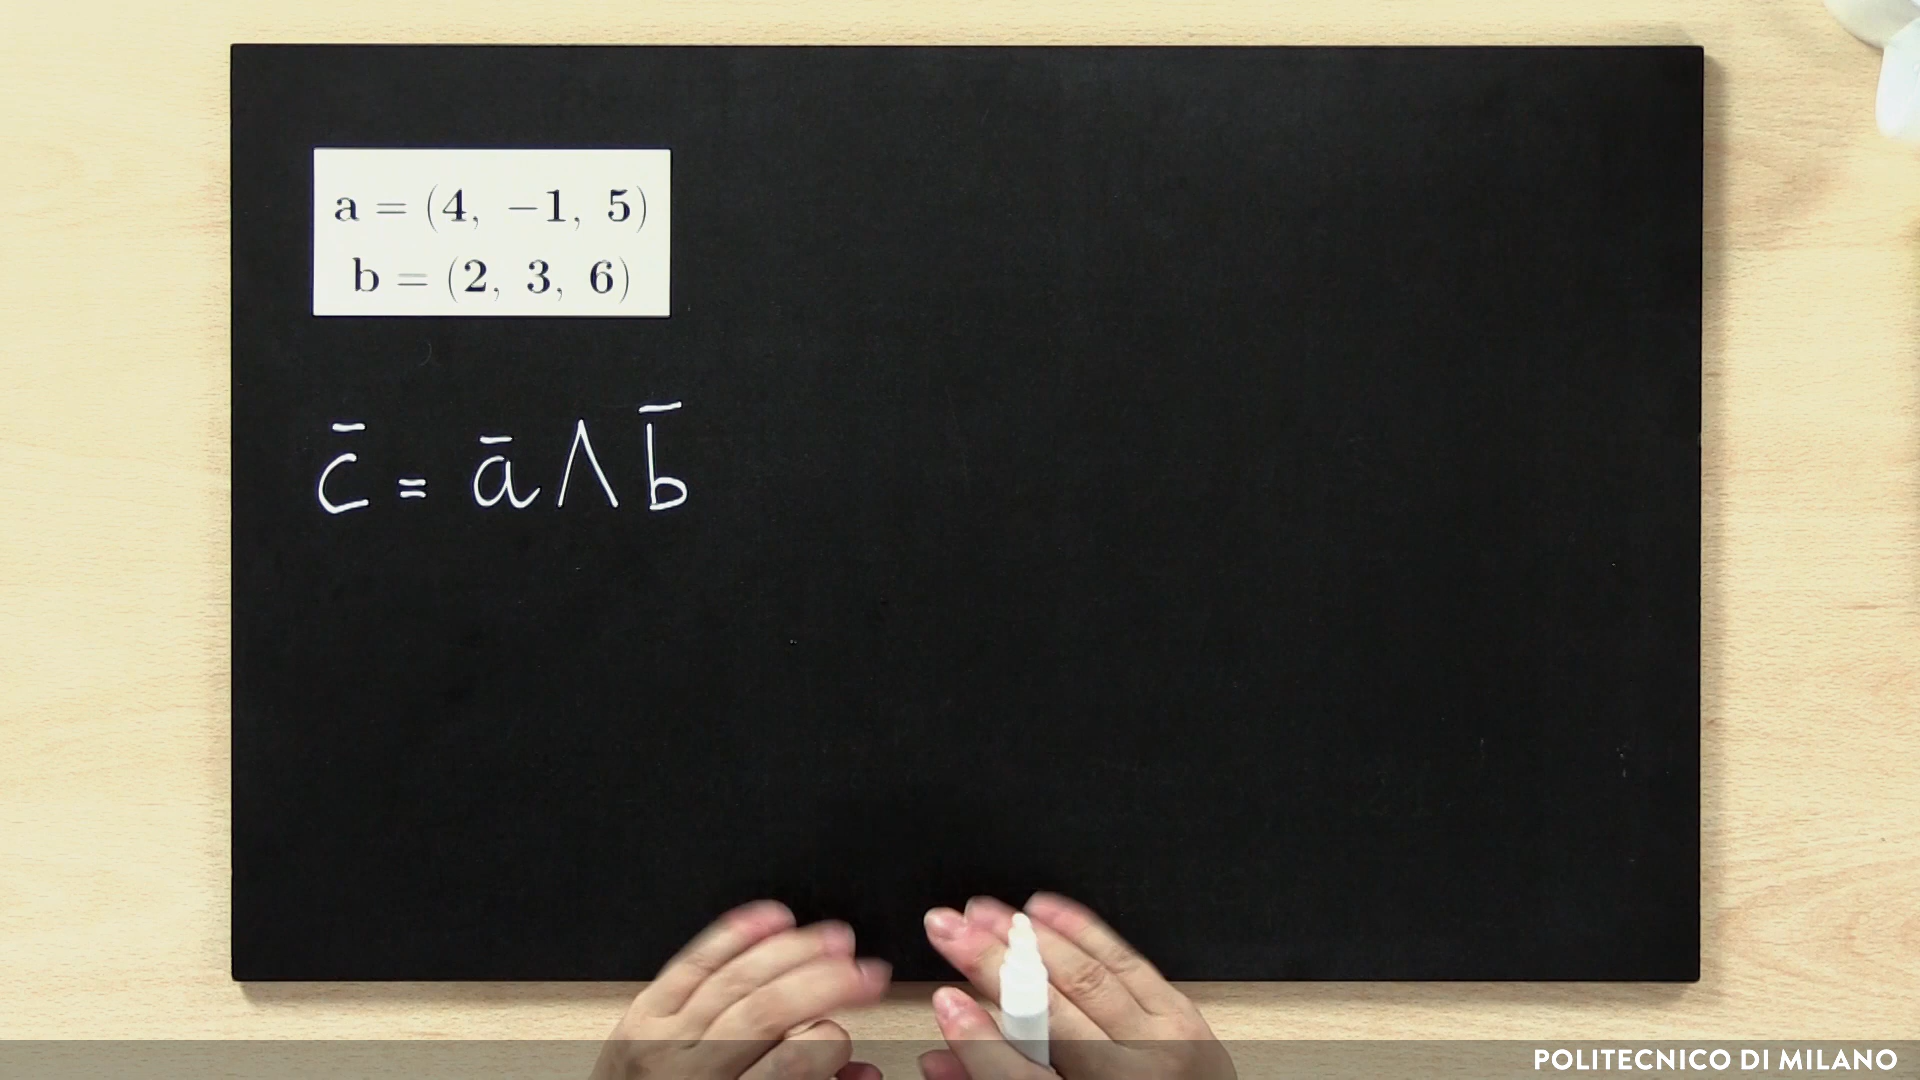 a = (4, −1, 5)
b = (2, 3, 6)
c̄ = ā ∧ b̄
POLITECNICO DI MILANO